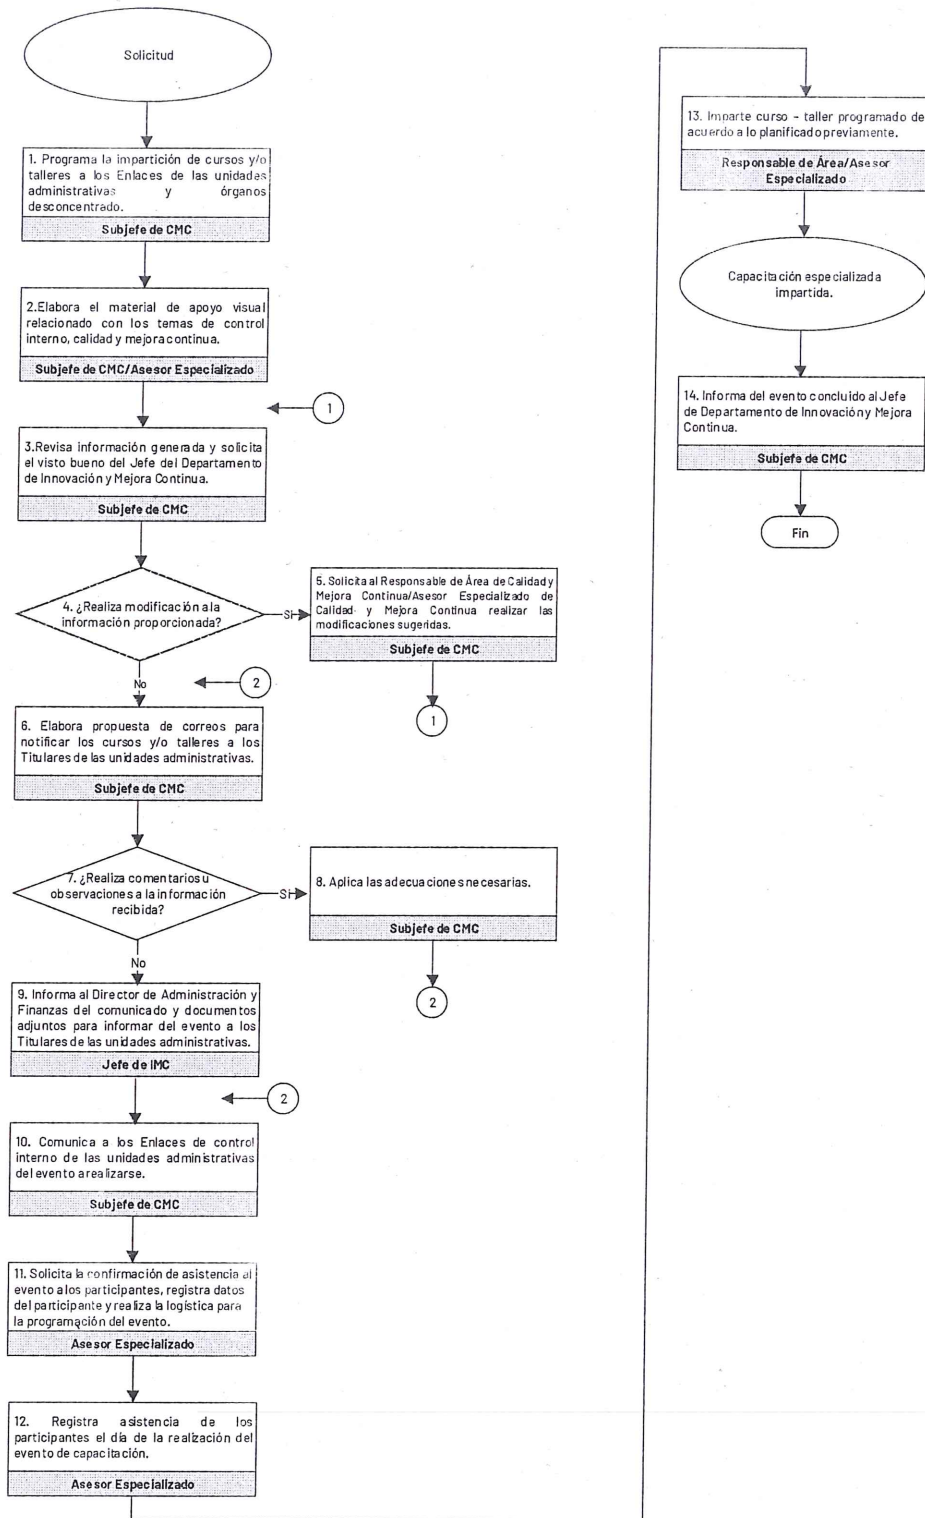 Solicitud
1. Programa la impartición de cursos y/o
talleres a los Enlaces de las unidades
administrativas y órganos
desconcentrado.
Subjefe de CMC
2.Elabora el material de apoyo visual
relacionado con los temas de control
interno, calidad y mejora continua.
Subjefe de CMC/Asesor Especializado
1
3.Revisa información generada y solicita
el visto bueno del Jefe del Departamento
de Innovación y Mejora Continua.
Subjefe de CMC
4. ¿Realiza modificación a la
información proporcionada?
Si
5. Solicita al Responsable de Área de Calidad y
Mejora Continua/Asesor Especializado de
Calidad y Mejora Continua realizar las
modificaciones sugeridas.
Subjefe de CMC
1
No
2
6. Elabora propuesta de correos para
notificar los cursos y/o talleres a los
Titulares de las unidades administrativas.
Subjefe de CMC
7. ¿Realiza comentarios u
observaciones a la información
recibida?
Si
8. Aplica las adecuaciones necesarias.
Subjefe de CMC
2
No
9. Informa al Director de Administración y
Finanzas del comunicado y documentos
adjuntos para informar del evento a los
Titulares de las unidades administrativas.
Jefe de IMC
2
10. Comunica a los Enlaces de control
interno de las unidades administrativas
del evento a realizarse.
Subjefe de CMC
11. Solicita la confirmación de asistencia al
evento a los participantes, registra datos
del participante y realiza la logística para
la programación del evento.
Asesor Especializado
12. Registra asistencia de los
participantes el día de la realización del
evento de capacitación.
Asesor Especializado
13. Imparte curso - taller programado de
acuerdo a lo planificado previamente.
Responsable de Área/Asesor
Especializado
Capacitación especializada
impartida.
14. Informa del evento concluido al Jefe
de Departamento de Innovación y Mejora
Continua.
Subjefe de CMC
Fin